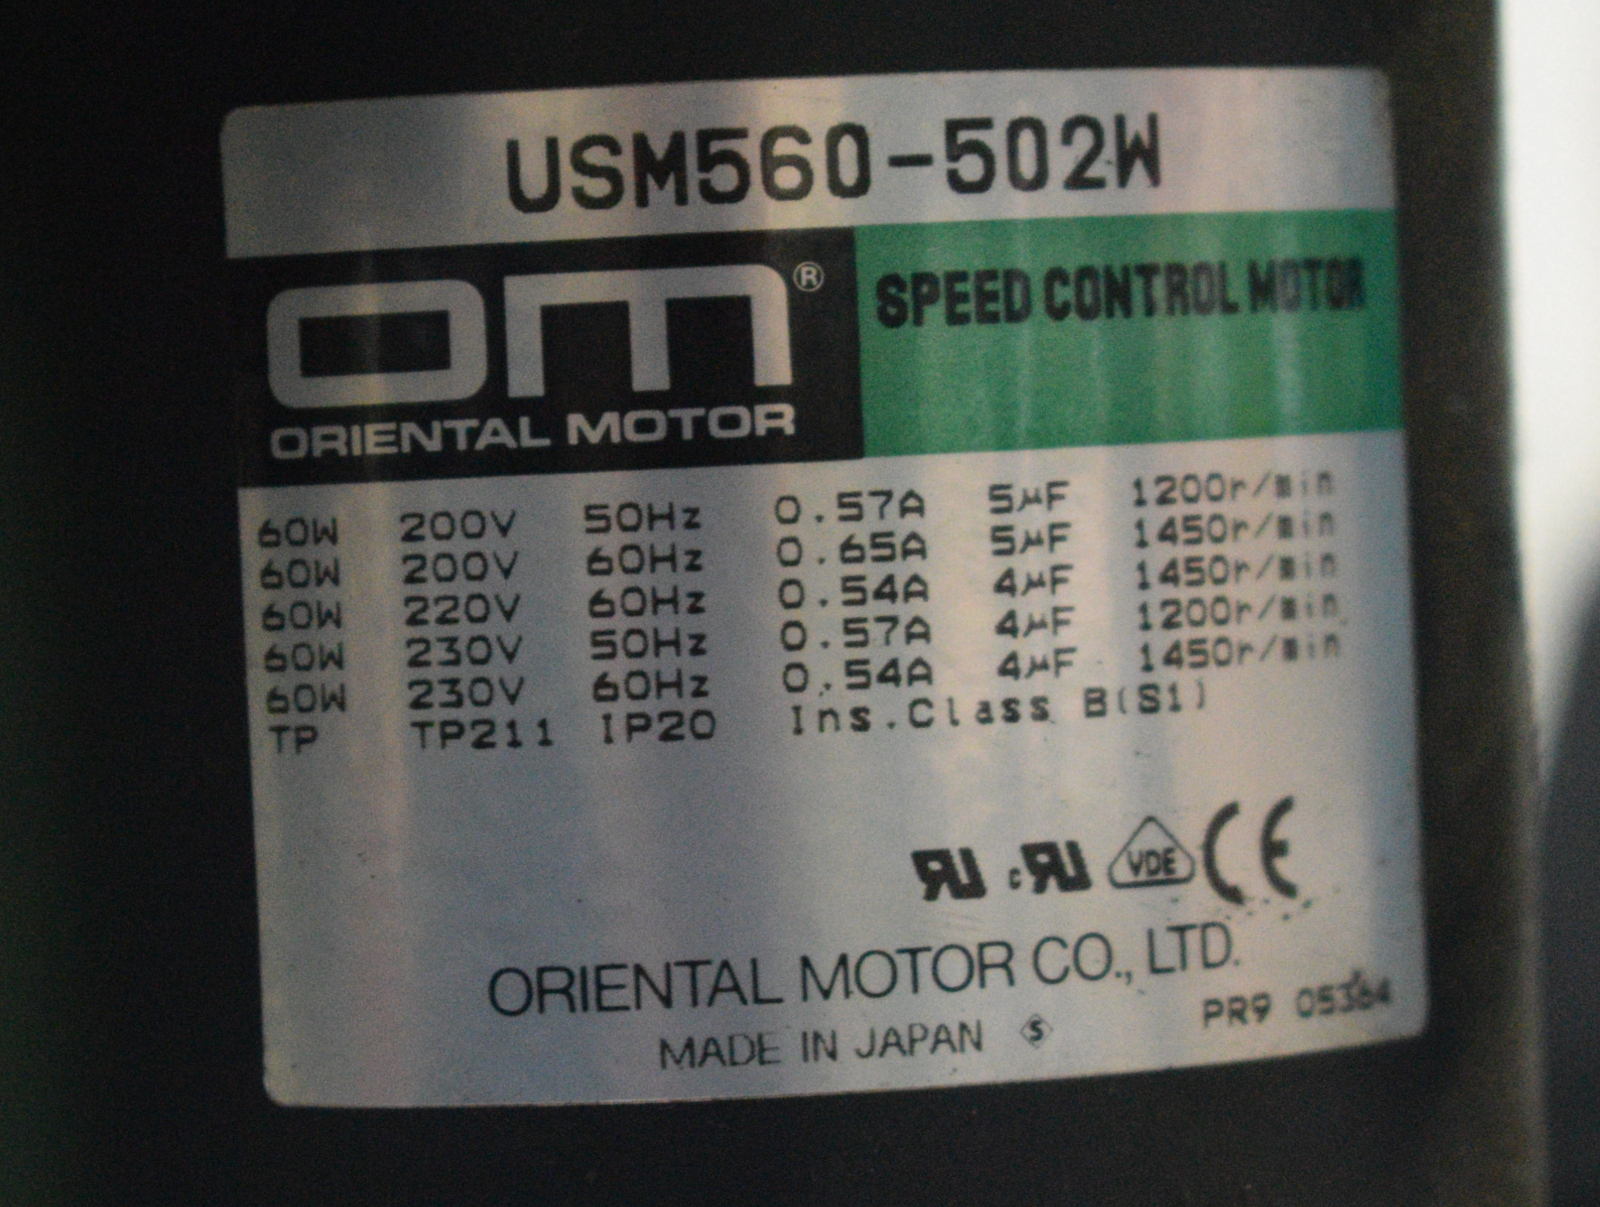 USM560-502W
om®
ORIENTAL MOTOR
SPEED CONTROL MOTOR
60W 200V 50Hz 0.57A 5μF 1200r/min
60W 200V 60Hz 0.65A 5μF 1450r/min
60W 220V 60Hz 0.54A 4μF 1450r/min
60W 230V 50Hz 0.57A 4μF 1200r/min
60W 230V 60Hz 0.54A 4μF 1450r/min
TP TP211 IP20 Ins.Class B(S1)
RU cRU VDE CE
ORIENTAL MOTOR CO., LTD.
MADE IN JAPAN S
PR9 05364